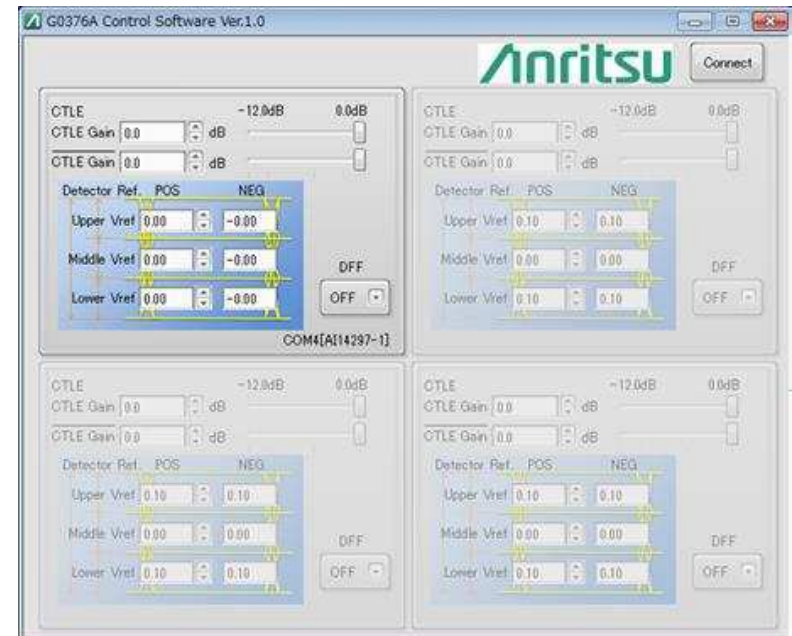 G0376A Control Software Ver.1.0
Anritsu
Connect
CTLE -12.0dB 0.0dB
CTLE Gain 0.0 dB
CTLE Gain 0.0 dB
Detector Ref. POS NEG
Upper Vref 0.00 -0.00
Middle Vref 0.00 -0.00
Lower Vref 0.00 -0.00
DFF
OFF
COM4[AI14297-1]
CTLE -12.0dB 0.0dB
CTLE Gain 0.0 dB
CTLE Gain 0.0 dB
Detector Ref. POS NEG
Upper Vref 0.10 0.10
Middle Vref 0.00 0.00
Lower Vref 0.10 0.10
DFF
OFF
CTLE -12.0dB 0.0dB
CTLE Gain 0.0 dB
CTLE Gain 0.0 dB
Detector Ref. POS NEG
Upper Vref 0.10 0.10
Middle Vref 0.00 0.00
Lower Vref 0.10 0.10
DFF
OFF
CTLE -12.0dB 0.0dB
CTLE Gain 0.0 dB
CTLE Gain 0.0 dB
Detector Ref. POS NEG
Upper Vref 0.10 0.10
Middle Vref 0.00 0.00
Lower Vref 0.10 0.10
DFF
OFF